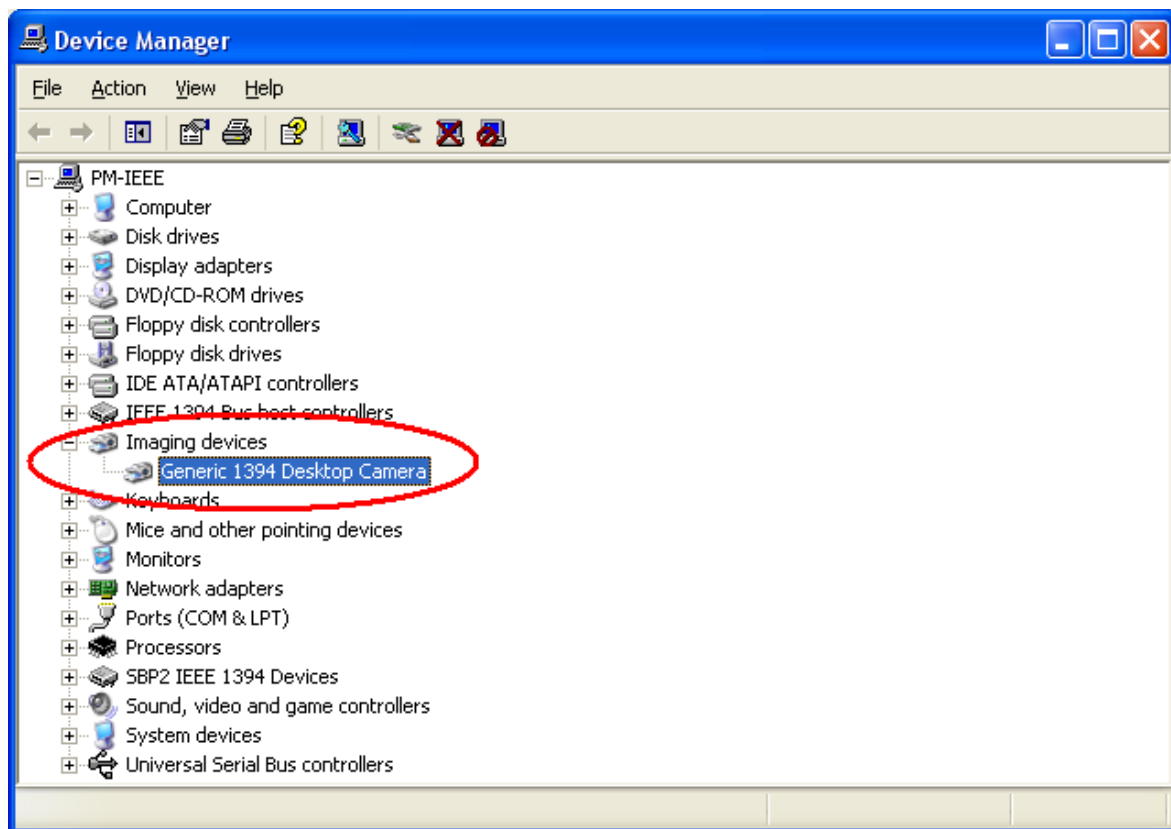 Device Manager
File Action View Help
PM-IEEE
Computer
Disk drives
Display adapters
DVD/CD-ROM drives
Floppy disk controllers
Floppy disk drives
IDE ATA/ATAPI controllers
IEEE 1394 Bus host controllers
Imaging devices
Generic 1394 Desktop Camera
Keyboards
Mice and other pointing devices
Monitors
Network adapters
Ports (COM & LPT)
Processors
SBP2 IEEE 1394 Devices
Sound, video and game controllers
System devices
Universal Serial Bus controllers